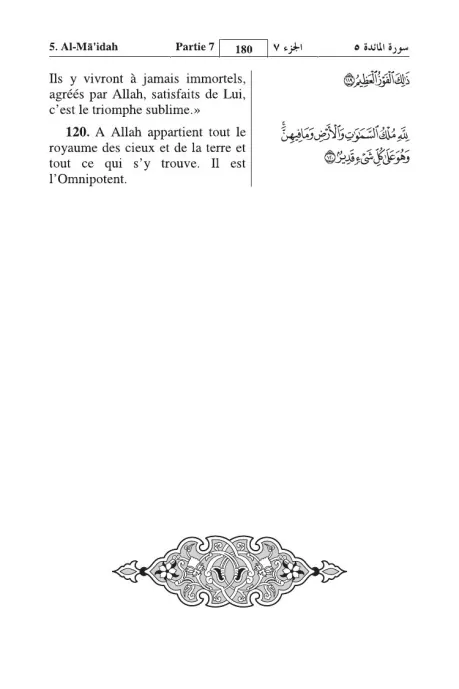 5. Al-Mā'idah Partie 7 180 الجزء ٧ سورة المائدة ٥
Ils y vivront à jamais immortels,
agréés par Allah, satisfaits de Lui,
c’est le triomphe sublime.»
120. A Allah appartient tout le
royaume des cieux et de la terre et
tout ce qui s’y trouve. Il est
l’Omnipotent.
ذَٰلِكَ ٱلْفَوْزُ ٱلْعَظِيمُ ١١٩
لِلَّهِ مُلْكُ ٱلسَّمَٰوَٰتِ وَٱلْأَرْضِ وَمَا فِيهِنَّ ۚ
وَهُوَ عَلَىٰ كُلِّ شَىْءٍ قَدِيرٌۢ ١٢٠